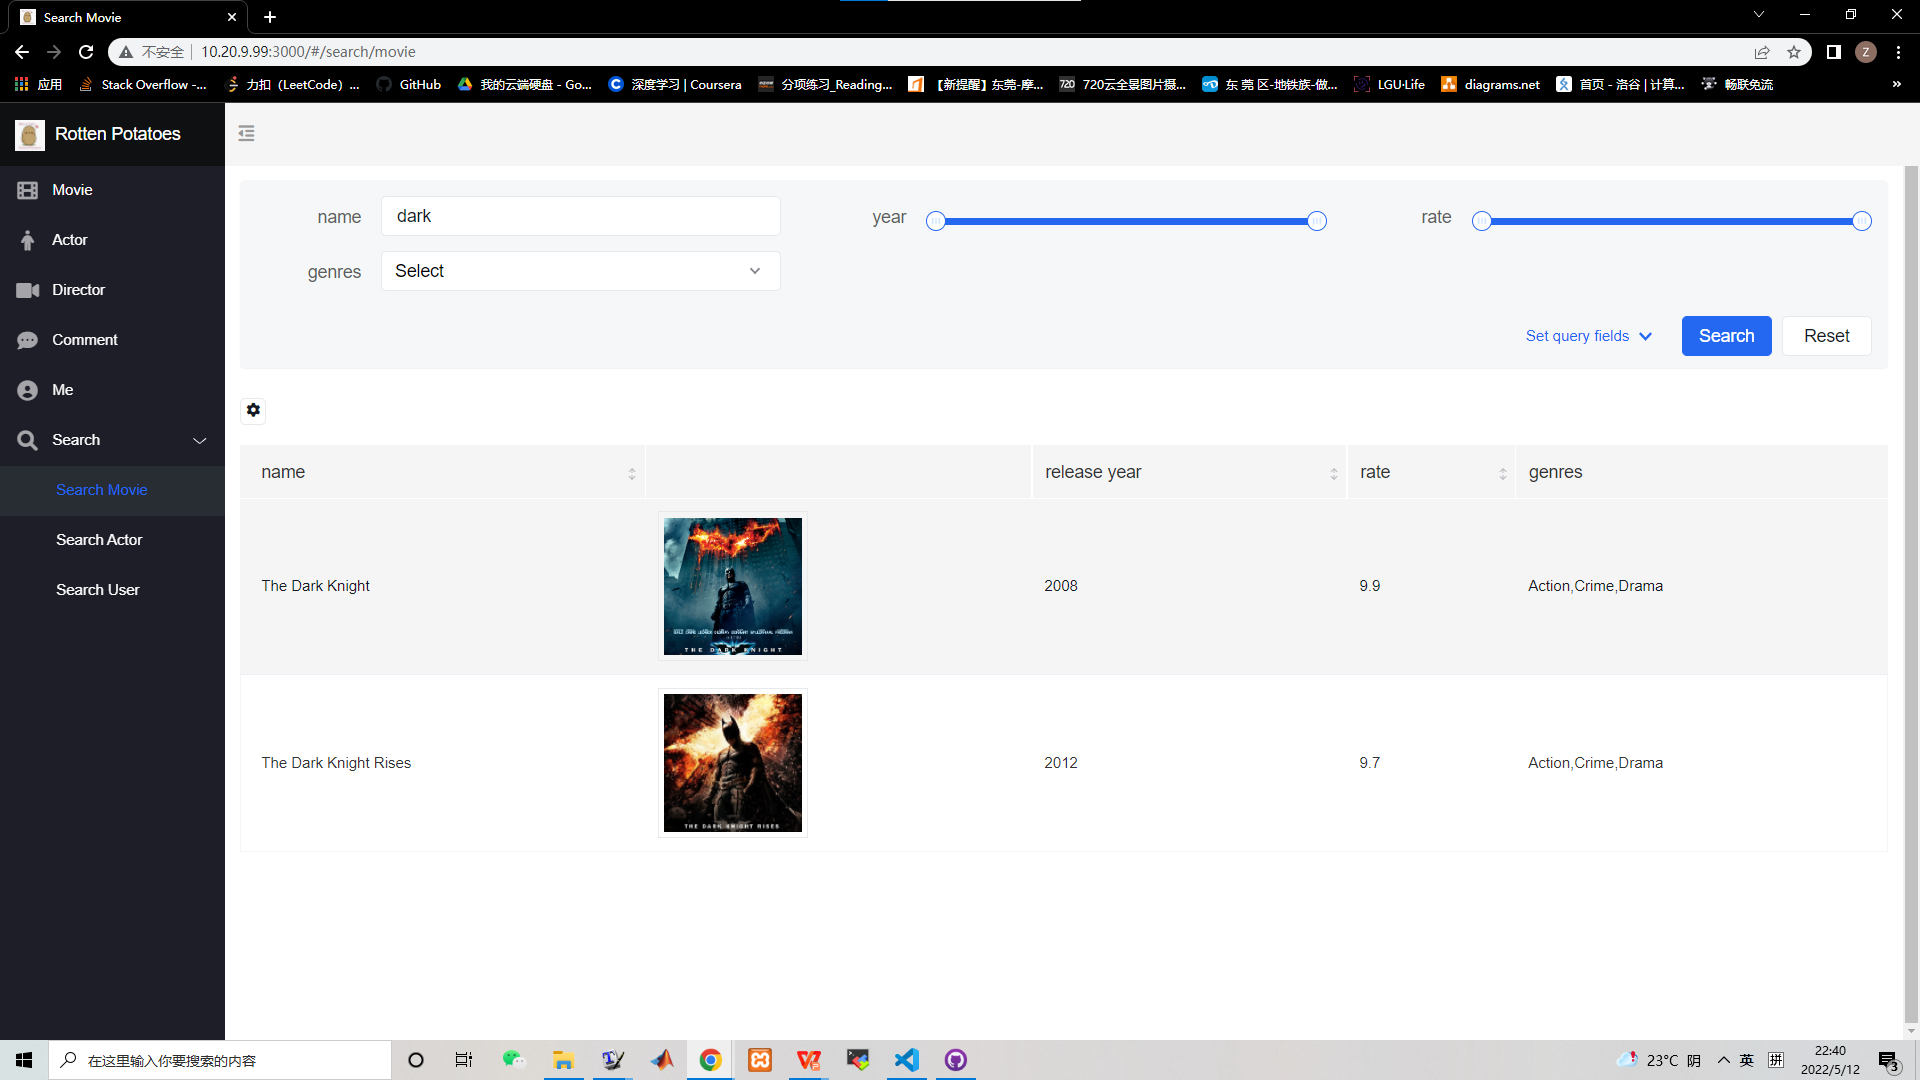 Search Movie
不安全 10.20.9.99:3000/#/search/movie
Z
应用 Stack Overflow -... 力扣 (LeetCode) ... GitHub 我的云端硬盘 - Go... 深度学习 | Coursera 分项练习_Reading... 【新提醒】东莞-摩... 720云全景图片摄... 东 莞 区-地铁族-做... LGU·Life diagrams.net 首页 - 洛谷 | 计算... 畅联免流 »
Rotten Potatoes
Movie
Actor
Director
Comment
Me
Search
Search Movie
Search Actor
Search User
name dark year rate
genres Select
Set query fields Search Reset
name release year rate genres
The Dark Knight 2008 9.9 Action,Crime,Drama
THE DARK KNIGHT
The Dark Knight Rises 2012 9.7 Action,Crime,Drama
THE DARK KNIGHT RISES
在这里输入你要搜索的内容
23°C 阴 英 拼 22:40
2022/5/12
3